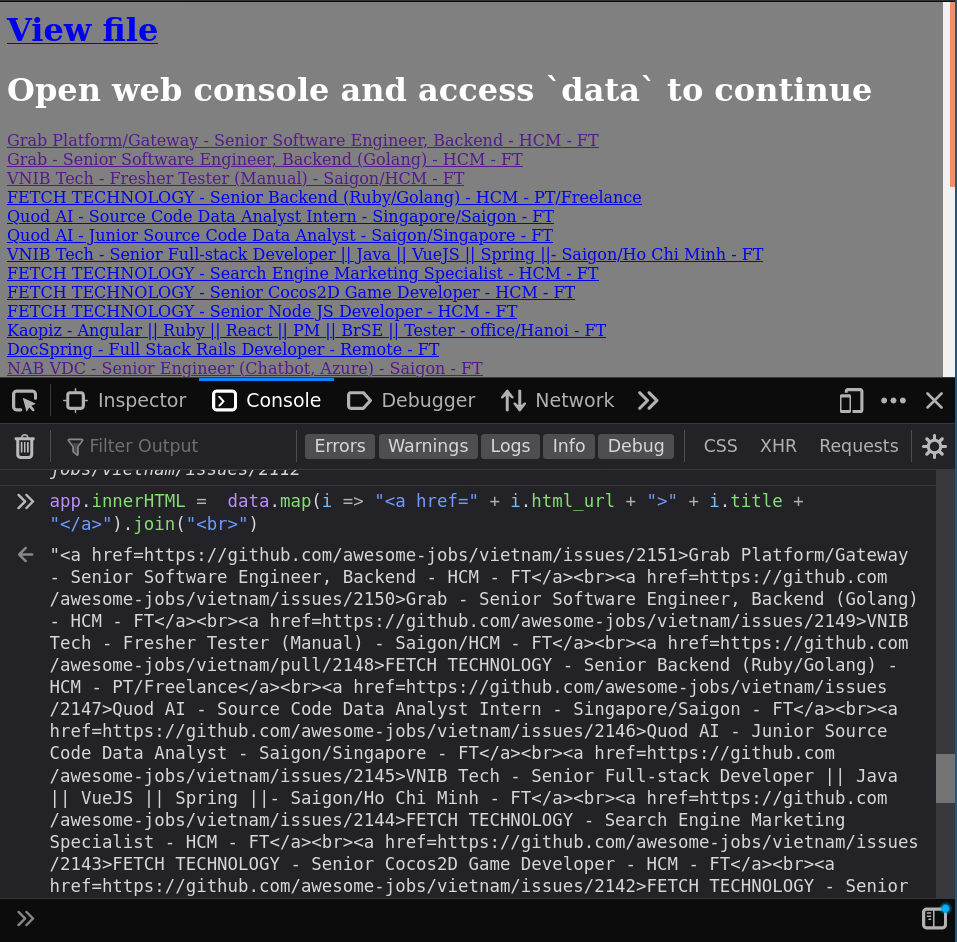 View file
Open web console and access `data` to continue
Grab Platform/Gateway - Senior Software Engineer, Backend - HCM - FT
Grab - Senior Software Engineer, Backend (Golang) - HCM - FT
VNIB Tech - Fresher Tester (Manual) - Saigon/HCM - FT
FETCH TECHNOLOGY - Senior Backend (Ruby/Golang) - HCM - PT/Freelance
Quod AI - Source Code Data Analyst Intern - Singapore/Saigon - FT
Quod AI - Junior Source Code Data Analyst - Saigon/Singapore - FT
VNIB Tech - Senior Full-stack Developer || Java || VueJS || Spring ||- Saigon/Ho Chi Minh - FT
FETCH TECHNOLOGY - Search Engine Marketing Specialist - HCM - FT
FETCH TECHNOLOGY - Senior Cocos2D Game Developer - HCM - FT
FETCH TECHNOLOGY - Senior Node JS Developer - HCM - FT
Kaopiz - Angular || Ruby || React || PM || BrSE || Tester - office/Hanoi - FT
DocSpring - Full Stack Rails Developer - Remote - FT
NAB VDC - Senior Engineer (Chatbot, Azure) - Saigon - FT
Inspector Console Debugger Network
Filter Output Errors Warnings Logs Info Debug CSS XHR Requests
jobs/vietnam/issues/2112
app.innerHTML =  data.map(i => "<a href=" + i.html_url + ">" + i.title +
"</a>").join("<br>")
"<a href=https://github.com/awesome-jobs/vietnam/issues/2151>Grab Platform/Gateway
- Senior Software Engineer, Backend - HCM - FT</a><br><a href=https://github.com
/awesome-jobs/vietnam/issues/2150>Grab - Senior Software Engineer, Backend (Golang)
- HCM - FT</a><br><a href=https://github.com/awesome-jobs/vietnam/issues/2149>VNIB
Tech - Fresher Tester (Manual) - Saigon/HCM - FT</a><br><a href=https://github.com
/awesome-jobs/vietnam/pull/2148>FETCH TECHNOLOGY - Senior Backend (Ruby/Golang) -
HCM - PT/Freelance</a><br><a href=https://github.com/awesome-jobs/vietnam/issues
/2147>Quod AI - Source Code Data Analyst Intern - Singapore/Saigon - FT</a><br><a
href=https://github.com/awesome-jobs/vietnam/issues/2146>Quod AI - Junior Source
Code Data Analyst - Saigon/Singapore - FT</a><br><a href=https://github.com
/awesome-jobs/vietnam/issues/2145>VNIB Tech - Senior Full-stack Developer || Java
|| VueJS || Spring ||- Saigon/Ho Chi Minh - FT</a><br><a href=https://github.com
/awesome-jobs/vietnam/issues/2144>FETCH TECHNOLOGY - Search Engine Marketing
Specialist - HCM - FT</a><br><a href=https://github.com/awesome-jobs/vietnam/issues
/2143>FETCH TECHNOLOGY - Senior Cocos2D Game Developer - HCM - FT</a><br><a
href=https://github.com/awesome-jobs/vietnam/issues/2142>FETCH TECHNOLOGY - Senior